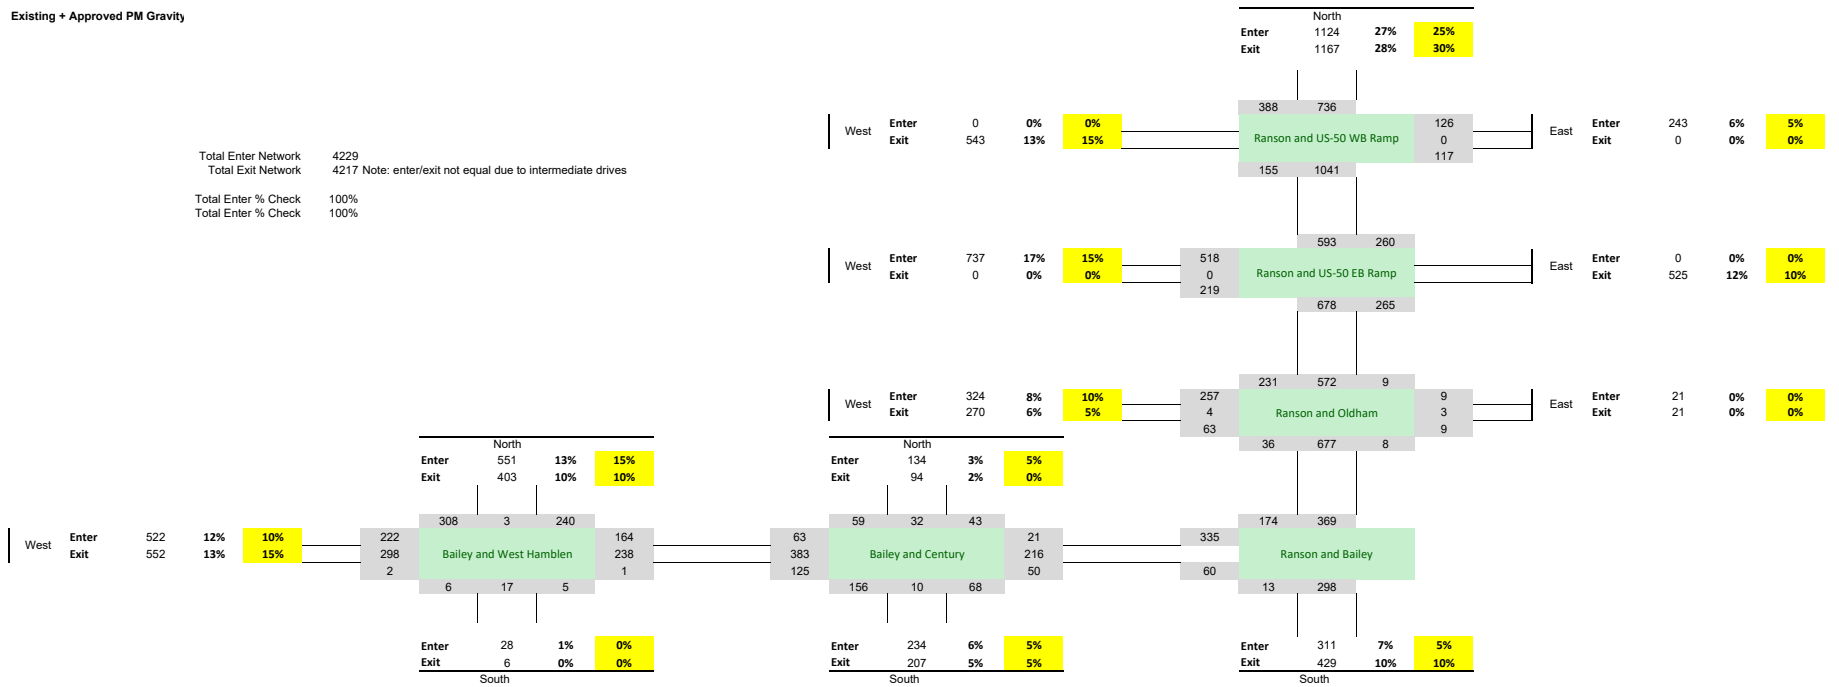 Existing + Approved PM Gravity
North
Enter 1124 27% 25%
Exit 1167 28% 30%
388 736
West Enter 0 0% 0%
Exit 543 13% 15%
Ranson and US-50 WB Ramp
126
0
117
East Enter 243 6% 5%
Exit 0 0% 0%
155 1041
Total Enter Network 4229
Total Exit Network 4217 Note: enter/exit not equal due to intermediate drives
Total Enter % Check 100%
Total Enter % Check 100%
593 260
West Enter 737 17% 15%
Exit 0 0% 0%
518
0
219
Ranson and US-50 EB Ramp
East Enter 0 0% 0%
Exit 525 12% 10%
678 265
231 572 9
West Enter 324 8% 10%
Exit 270 6% 5%
257
4
63
Ranson and Oldham
9
3
9
East Enter 21 0% 0%
Exit 21 0% 0%
36 677 8
North
Enter 551 13% 15%
Exit 403 10% 10%
North
Enter 134 3% 5%
Exit 94 2% 0%
308 3 240
West Enter 522 12% 10%
Exit 552 13% 15%
222
298
2
Bailey and West Hamblen
164
238
1
6 17 5
59 32 43
63
383
125
Bailey and Century
21
216
50
156 10 68
174 369
335
60
Ranson and Bailey
13 298
Enter 28 1% 0%
Exit 6 0% 0%
South
Enter 234 6% 5%
Exit 207 5% 5%
South
Enter 311 7% 5%
Exit 429 10% 10%
South